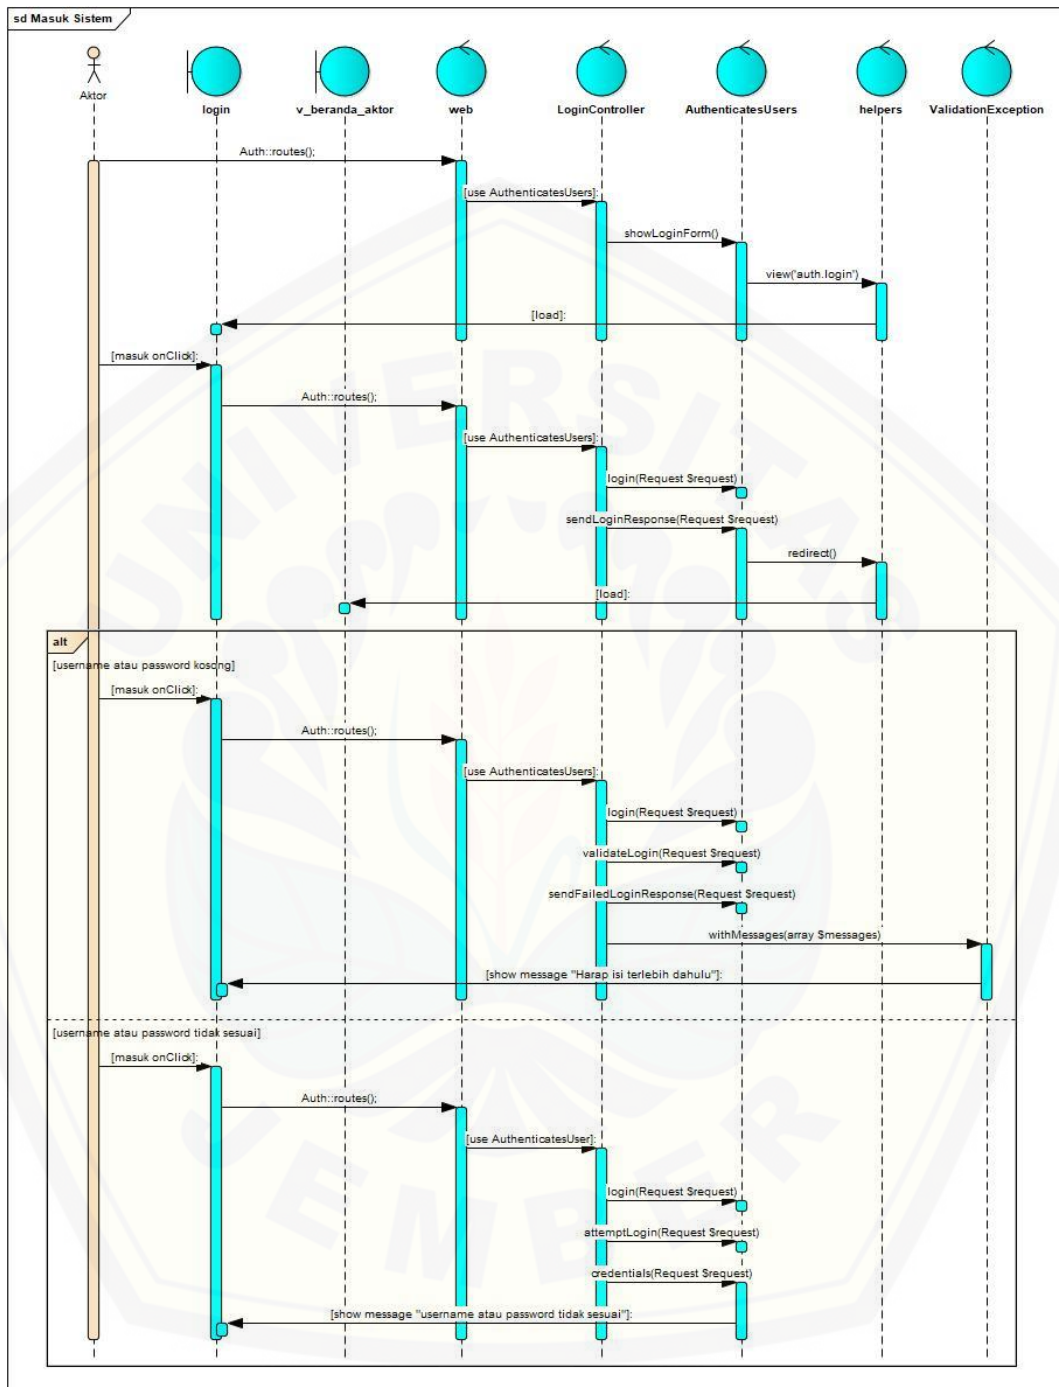 sd Masuk Sistem
Aktor
login
v_beranda_aktor
web
LoginController
AuthenticatesUsers
helpers
ValidationException
Auth::routes();
[use AuthenticatesUsers]:
showLoginForm()
view('auth.login')
[load]:
[masuk onClick]:
Auth::routes();
[use AuthenticatesUsers]:
login(Request $request)
sendLoginResponse(Request $request)
redirect()
[load]:
alt
[username atau password kosong]
[masuk onClick]:
Auth::routes();
[use AuthenticatesUsers]:
login(Request $request)
validateLogin(Request $request)
sendFailedLoginResponse(Request $request)
withMessages(array $messages)
[show message "Harap isi terlebih dahulu"]:
[username atau password tidak sesuai]
[masuk onClick]:
Auth::routes();
[use AuthenticatesUser]:
login(Request $request)
attemptLogin(Request $request)
credentials(Request $request)
[show message "username atau password tidak sesuai"]:
UNIVERSITAS
JEMBER